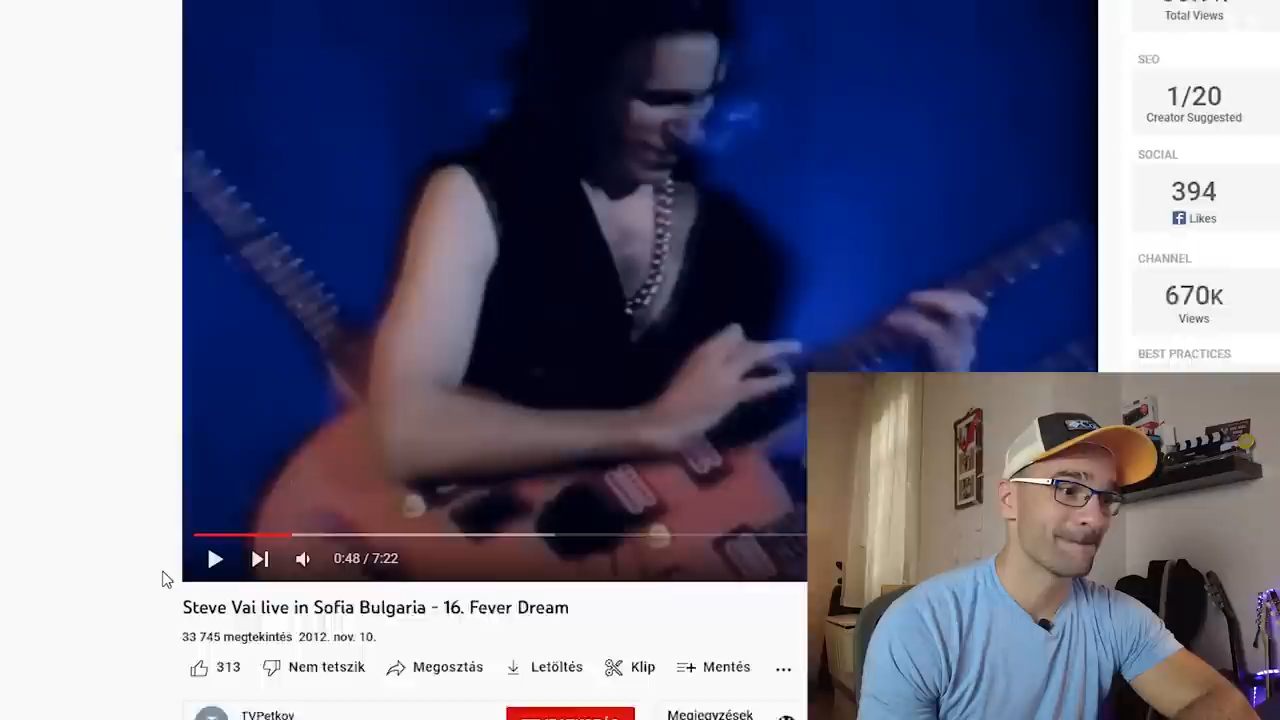 Total Views
SEO
1/20
Creator Suggested
SOCIAL
394
Likes
CHANNEL
670K
Views
BEST PRACTICES
0:48 / 7:22
Steve Vai live in Sofia Bulgaria - 16. Fever Dream
33 745 megtekintés 2012. nov. 10.
313 Nem tetszik Megosztás Letöltés Klip Mentés ...
TVPetkov
Megjegyzések